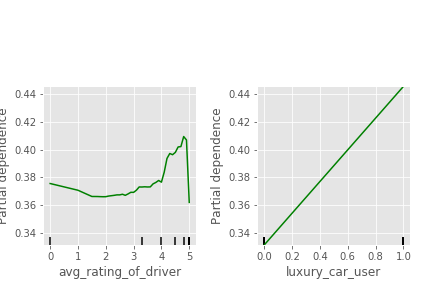 0.44
0.42
0.40
0.38
0.36
0.34
Partial dependence
0 1 2 3 4 5
avg_rating_of_driver
0.44
0.42
0.40
0.38
0.36
0.34
Partial dependence
0.0 0.2 0.4 0.6 0.8 1.0
luxury_car_user